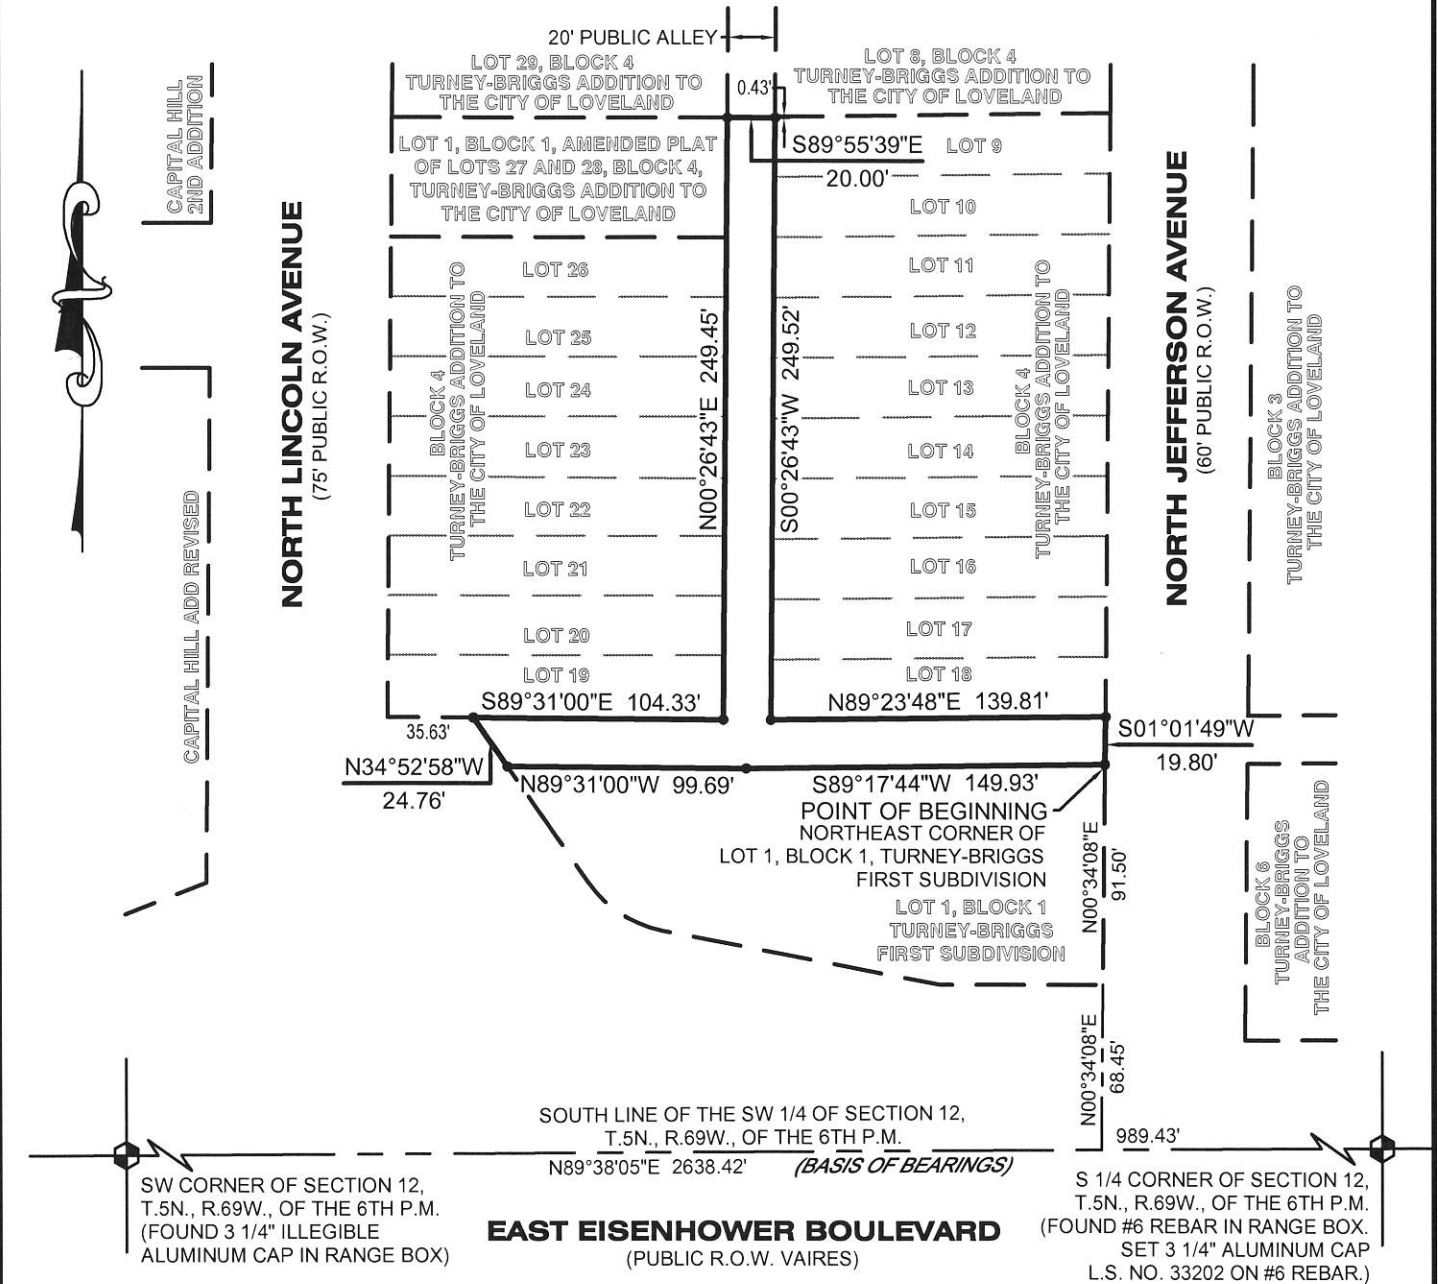 20' PUBLIC ALLEY
LOT 29, BLOCK 4
TURNEY-BRIGGS ADDITION TO
THE CITY OF LOVELAND
LOT 8, BLOCK 4
TURNEY-BRIGGS ADDITION TO
THE CITY OF LOVELAND
0.43'
CAPITAL HILL
2ND ADDITION
LOT 1, BLOCK 1, AMENDED PLAT
OF LOTS 27 AND 28, BLOCK 4,
TURNEY-BRIGGS ADDITION TO
THE CITY OF LOVELAND
S89°55'39"E
20.00'
LOT 9
LOT 10
LOT 11
LOT 12
LOT 13
LOT 14
LOT 15
LOT 16
LOT 17
LOT 18
LOT 26
LOT 25
LOT 24
LOT 23
LOT 22
LOT 21
LOT 20
LOT 19
NORTH LINCOLN AVENUE
(75' PUBLIC R.O.W.)
BLOCK 4
TURNEY-BRIGGS ADDITION TO
THE CITY OF LOVELAND
N00°26'43"E 249.45'
S00°26'43"W 249.52'
BLOCK 4
TURNEY-BRIGGS ADDITION TO
THE CITY OF LOVELAND
NORTH JEFFERSON AVENUE
(60' PUBLIC R.O.W.)
BLOCK 3
TURNEY-BRIGGS ADDITION TO
THE CITY OF LOVELAND
CAPITAL HILL ADD REVISED
S89°31'00"E 104.33'
N89°23'48"E 139.81'
35.63'
S01°01'49"W
19.80'
N34°52'58"W
24.76'
N89°31'00"W 99.69'
S89°17'44"W 149.93'
POINT OF BEGINNING
NORTHEAST CORNER OF
LOT 1, BLOCK 1, TURNEY-BRIGGS
FIRST SUBDIVISION
LOT 1, BLOCK 1
TURNEY-BRIGGS
FIRST SUBDIVISION
N00°34'08"E
91.50'
BLOCK 6
TURNEY-BRIGGS
ADDITION TO
THE CITY OF LOVELAND
N00°34'08"E
68.45'
SOUTH LINE OF THE SW 1/4 OF SECTION 12,
T.5N., R.69W., OF THE 6TH P.M.
989.43'
N89°38'05"E 2638.42' (BASIS OF BEARINGS)
SW CORNER OF SECTION 12,
T.5N., R.69W., OF THE 6TH P.M.
(FOUND 3 1/4" ILLEGIBLE
ALUMINUM CAP IN RANGE BOX)
EAST EISENHOWER BOULEVARD
(PUBLIC R.O.W. VAIRES)
S 1/4 CORNER OF SECTION 12,
T.5N., R.69W., OF THE 6TH P.M.
(FOUND #6 REBAR IN RANGE BOX.
SET 3 1/4" ALUMINUM CAP
L.S. NO. 33202 ON #6 REBAR.)